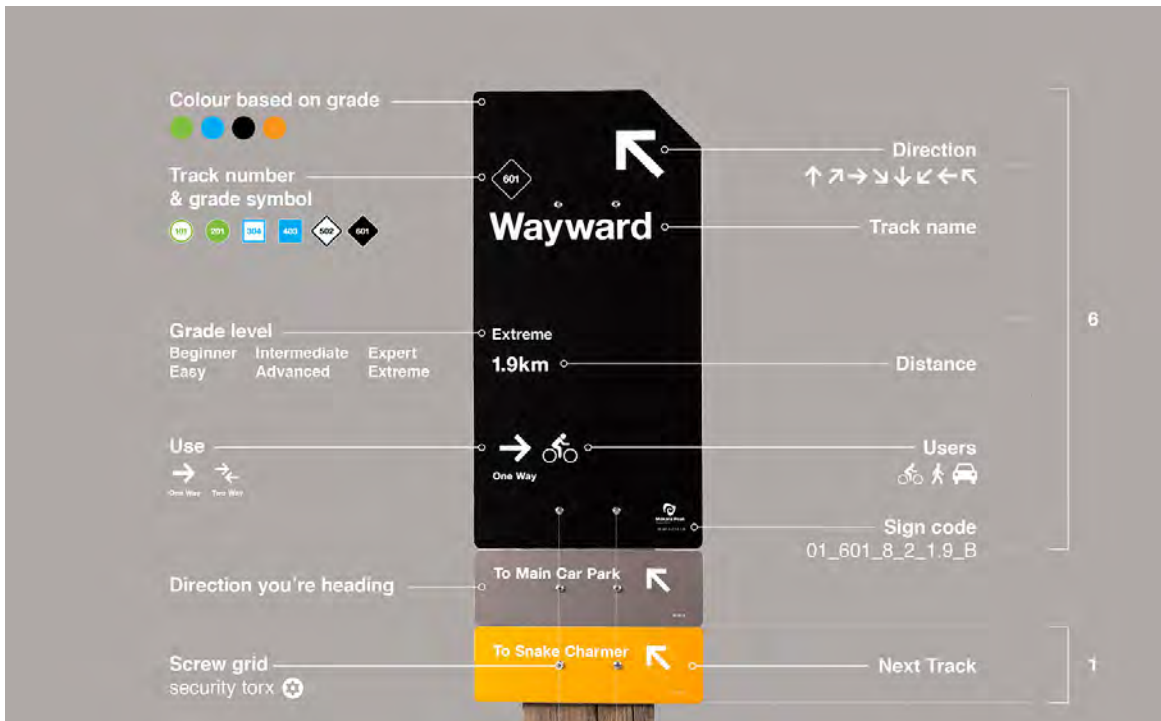 Colour based on grade
Track number
& grade symbol
101 201 304 403 502 601
Grade level
Beginner Intermediate Expert
Easy Advanced Extreme
Use
One Way Two Way
Direction you're heading
Screw grid
security torx
601
Wayward
Extreme
1.9km
One Way
Makara Peak
To Main Car Park
To Snake Charmer
Direction
Track name
Distance
Users
Sign code
01_601_8_2_1.9_B
Next Track
6
1